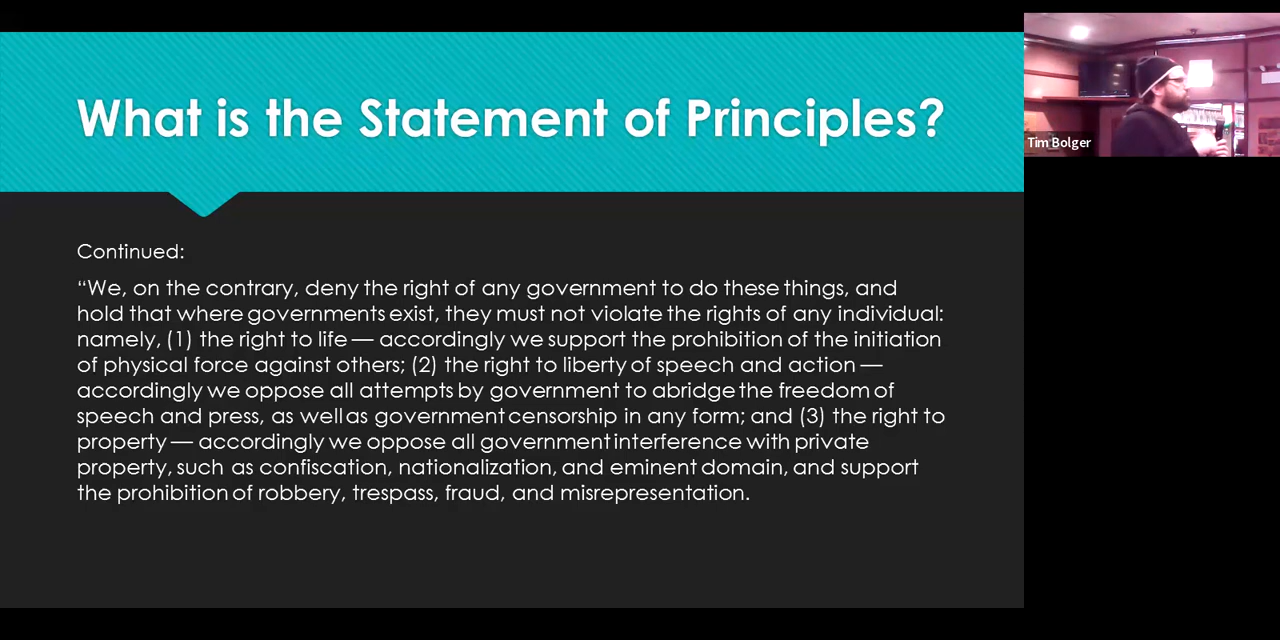 What is the Statement of Principles?
Tim Bolger
Continued:
“We, on the contrary, deny the right of any government to do these things, and
hold that where governments exist, they must not violate the rights of any individual:
namely, (1) the right to life — accordingly we support the prohibition of the initiation
of physical force against others; (2) the right to liberty of speech and action —
accordingly we oppose all attempts by government to abridge the freedom of
speech and press, as well as government censorship in any form; and (3) the right to
property — accordingly we oppose all government interference with private
property, such as confiscation, nationalization, and eminent domain, and support
the prohibition of robbery, trespass, fraud, and misrepresentation.